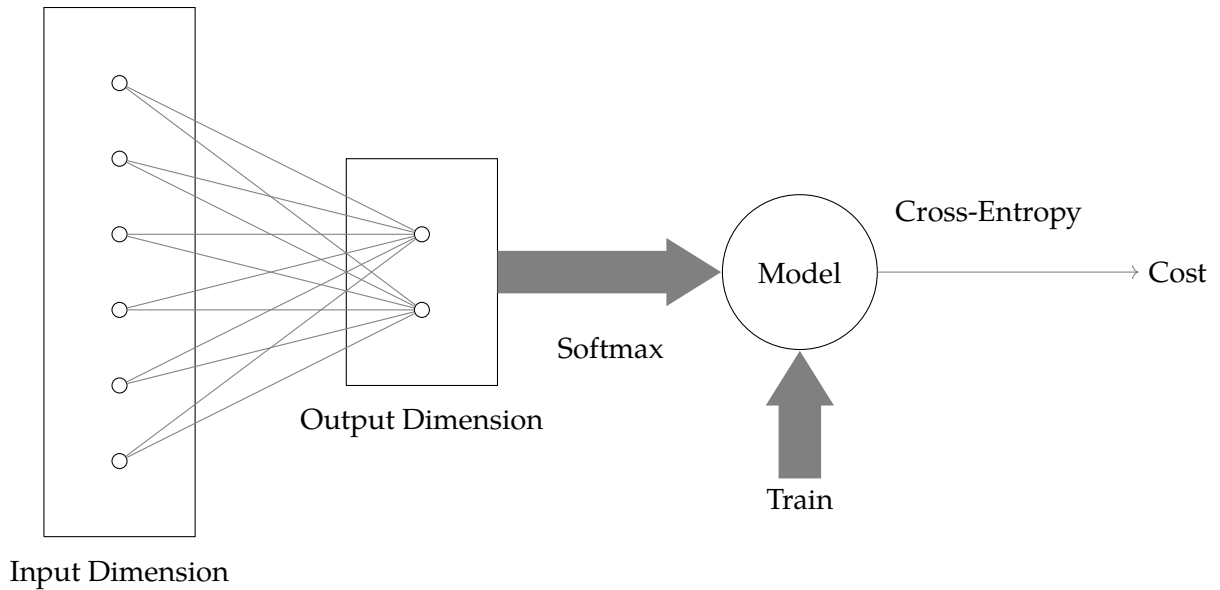 Cross-Entropy
Model
Cost
Softmax
Output Dimension
Train
Input Dimension